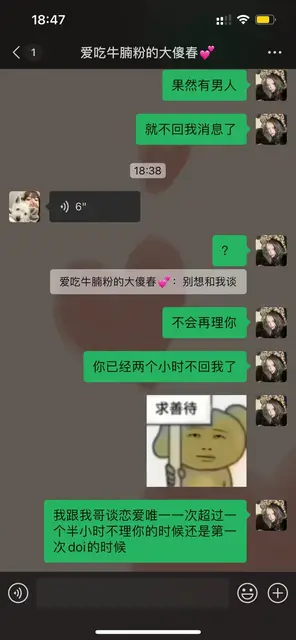 18:47
1
爱吃牛腩粉的大傻春💕
果然有男人
就不回我消息了
18:38
6"
?
爱吃牛腩粉的大傻春💕：别想和我谈
不会再理你
你已经两个小时不回我了
求善待
我跟我哥谈恋爱唯一一次超过一
个半小时不理你的时候还是第一
次doi的时候